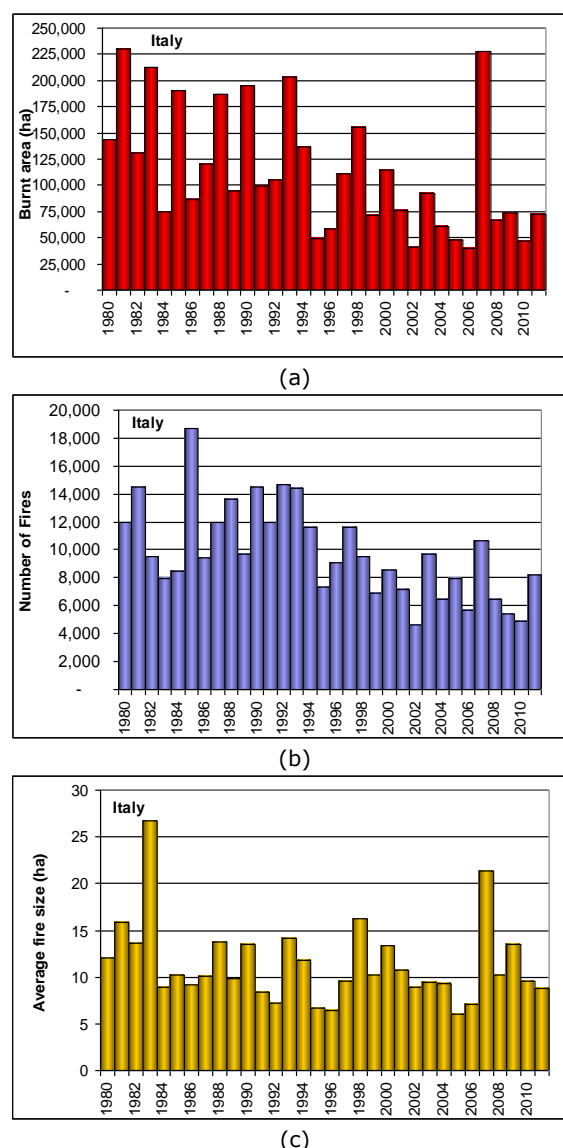 Italy
Burnt area (ha)
250,000
225,000
200,000
175,000
150,000
125,000
100,000
75,000
50,000
25,000
-
1980 1982 1984 1986 1988 1990 1992 1994 1996 1998 2000 2002 2004 2006 2008 2010
(a)
Italy
Number of Fires
20,000
18,000
16,000
14,000
12,000
10,000
8,000
6,000
4,000
2,000
-
1980 1982 1984 1986 1988 1990 1992 1994 1996 1998 2000 2002 2004 2006 2008 2010
(b)
Italy
Average fire size (ha)
30
25
20
15
10
5
0
1980 1982 1984 1986 1988 1990 1992 1994 1996 1998 2000 2002 2004 2006 2008 2010
(c)